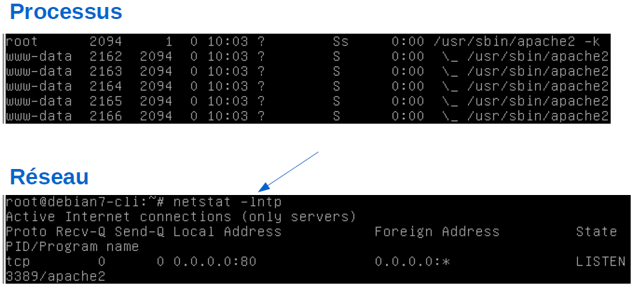 Processus
root 2094 1 0 10:03 ? Ss 0:00 /usr/sbin/apache2 -k
www-data 2162 2094 0 10:03 ? S 0:00 \_ /usr/sbin/apache2
www-data 2163 2094 0 10:03 ? S 0:00 \_ /usr/sbin/apache2
www-data 2164 2094 0 10:03 ? S 0:00 \_ /usr/sbin/apache2
www-data 2165 2094 0 10:03 ? S 0:00 \_ /usr/sbin/apache2
www-data 2166 2094 0 10:03 ? S 0:00 \_ /usr/sbin/apache2
Réseau
root@debian7-cli:~# netstat -lntp
Active Internet connections (only servers)
Proto Recv-Q Send-Q Local Address Foreign Address State
PID/Program name
tcp 0 0 0.0.0.0:80 0.0.0.0:* LISTEN
3389/apache2